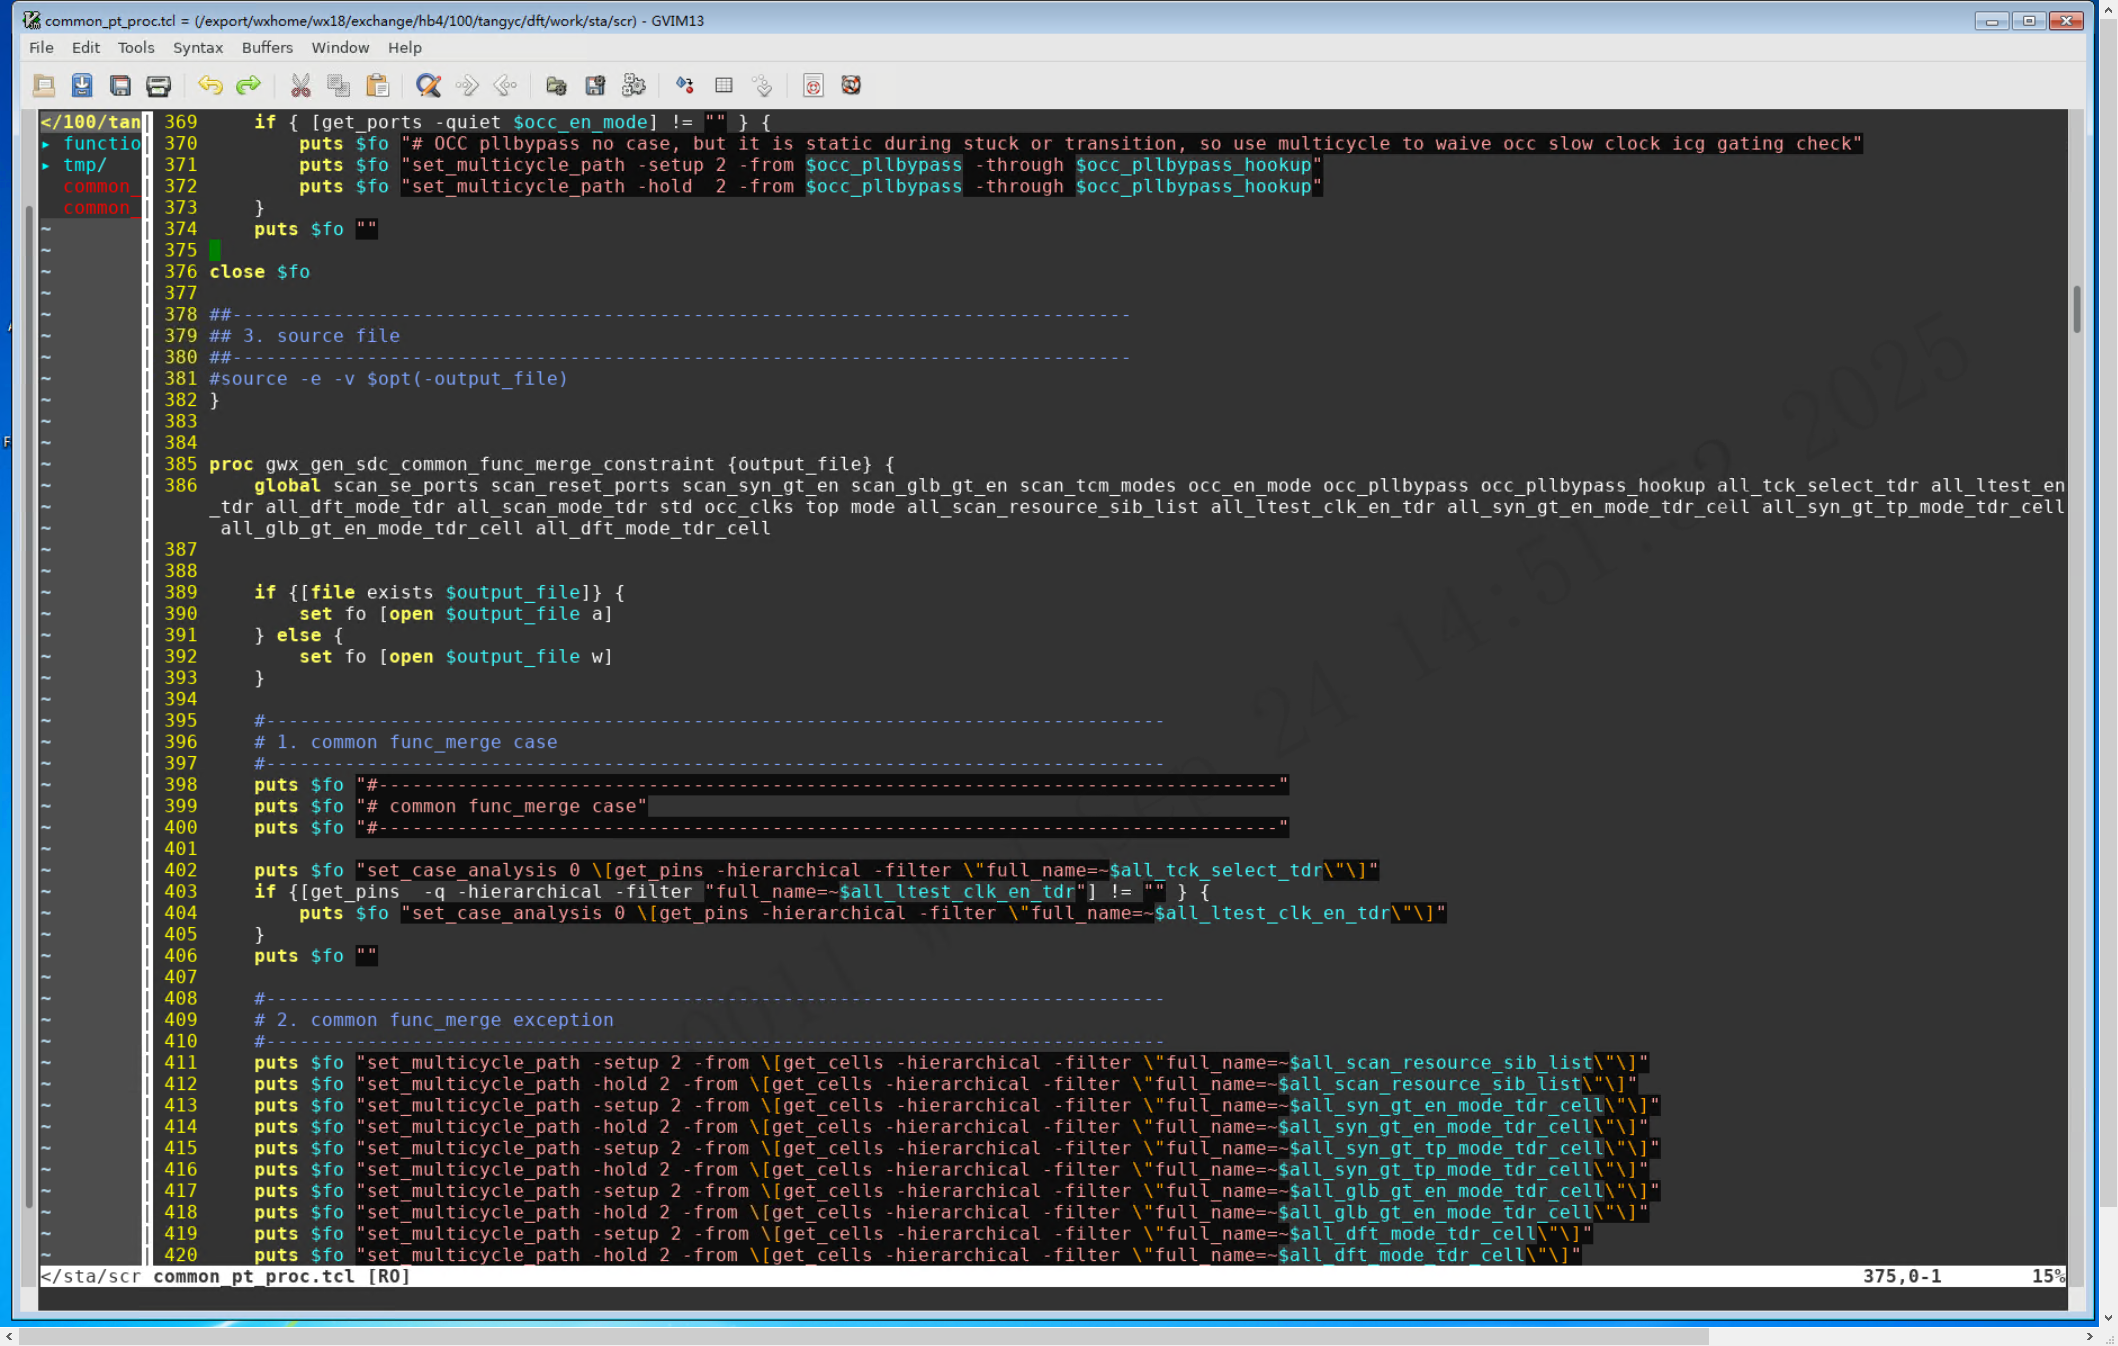 common_pt_proc.tcl = (/export/wxhome/wx18/exchange/hb4/100/tangyc/dft/work/sta/scr) - GVIM13
File Edit Tools Syntax Buffers Window Help
</100/tan
▸ functio
▸ tmp/
common_
common_
369     if { [get_ports -quiet $occ_en_mode] != "" } {
370         puts $fo "# OCC pllbypass no case, but it is static during stuck or transition, so use multicycle to waive occ slow clock icg gating check"
371         puts $fo "set_multicycle_path -setup 2 -from $occ_pllbypass -through $occ_pllbypass_hookup"
372         puts $fo "set_multicycle_path -hold  2 -from $occ_pllbypass -through $occ_pllbypass_hookup"
373     }
374     puts $fo ""
375
376 close $fo
377
378 ##--------------------------------------------------------------------------------
379 ## 3. source file
380 ##--------------------------------------------------------------------------------
381 #source -e -v $opt(-output_file)
382 }
383
384
385 proc gwx_gen_sdc_common_func_merge_constraint {output_file} {
386     global scan_se_ports scan_reset_ports scan_syn_gt_en scan_glb_gt_en scan_tcm_modes occ_en_mode occ_pllbypass occ_pllbypass_hookup all_tck_select_tdr all_ltest_en
_tdr all_dft_mode_tdr all_scan_mode_tdr std occ_clks top mode all_scan_resource_sib_list all_ltest_clk_en_tdr all_syn_gt_en_mode_tdr_cell all_syn_gt_tp_mode_tdr_cell
all_glb_gt_en_mode_tdr_cell all_dft_mode_tdr_cell
387
388
389     if {[file exists $output_file]} {
390         set fo [open $output_file a]
391     } else {
392         set fo [open $output_file w]
393     }
394
395     #--------------------------------------------------------------------------------
396     # 1. common func_merge case
397     #--------------------------------------------------------------------------------
398     puts $fo "#--------------------------------------------------------------------------------"
399     puts $fo "# common func_merge case"
400     puts $fo "#--------------------------------------------------------------------------------"
401
402     puts $fo "set_case_analysis 0 \[get_pins -hierarchical -filter \"full_name=~$all_tck_select_tdr\"\]"
403     if {[get_pins  -q -hierarchical -filter "full_name=~$all_ltest_clk_en_tdr"] != "" } {
404         puts $fo "set_case_analysis 0 \[get_pins -hierarchical -filter \"full_name=~$all_ltest_clk_en_tdr\"\]"
405     }
406     puts $fo ""
407
408     #--------------------------------------------------------------------------------
409     # 2. common func_merge exception
410     #--------------------------------------------------------------------------------
411     puts $fo "set_multicycle_path -setup 2 -from \[get_cells -hierarchical -filter \"full_name=~$all_scan_resource_sib_list\"\]"
412     puts $fo "set_multicycle_path -hold 2 -from \[get_cells -hierarchical -filter \"full_name=~$all_scan_resource_sib_list\"\]"
413     puts $fo "set_multicycle_path -setup 2 -from \[get_cells -hierarchical -filter \"full_name=~$all_syn_gt_en_mode_tdr_cell\"\]"
414     puts $fo "set_multicycle_path -hold 2 -from \[get_cells -hierarchical -filter \"full_name=~$all_syn_gt_en_mode_tdr_cell\"\]"
415     puts $fo "set_multicycle_path -setup 2 -from \[get_cells -hierarchical -filter \"full_name=~$all_syn_gt_tp_mode_tdr_cell\"\]"
416     puts $fo "set_multicycle_path -hold 2 -from \[get_cells -hierarchical -filter \"full_name=~$all_syn_gt_tp_mode_tdr_cell\"\]"
417     puts $fo "set_multicycle_path -setup 2 -from \[get_cells -hierarchical -filter \"full_name=~$all_glb_gt_en_mode_tdr_cell\"\]"
418     puts $fo "set_multicycle_path -hold 2 -from \[get_cells -hierarchical -filter \"full_name=~$all_glb_gt_en_mode_tdr_cell\"\]"
419     puts $fo "set_multicycle_path -setup 2 -from \[get_cells -hierarchical -filter \"full_name=~$all_dft_mode_tdr_cell\"\]"
420     puts $fo "set_multicycle_path -hold 2 -from \[get_cells -hierarchical -filter \"full_name=~$all_dft_mode_tdr_cell\"\]"
</sta/scr common_pt_proc.tcl [RO] 375,0-1 15%